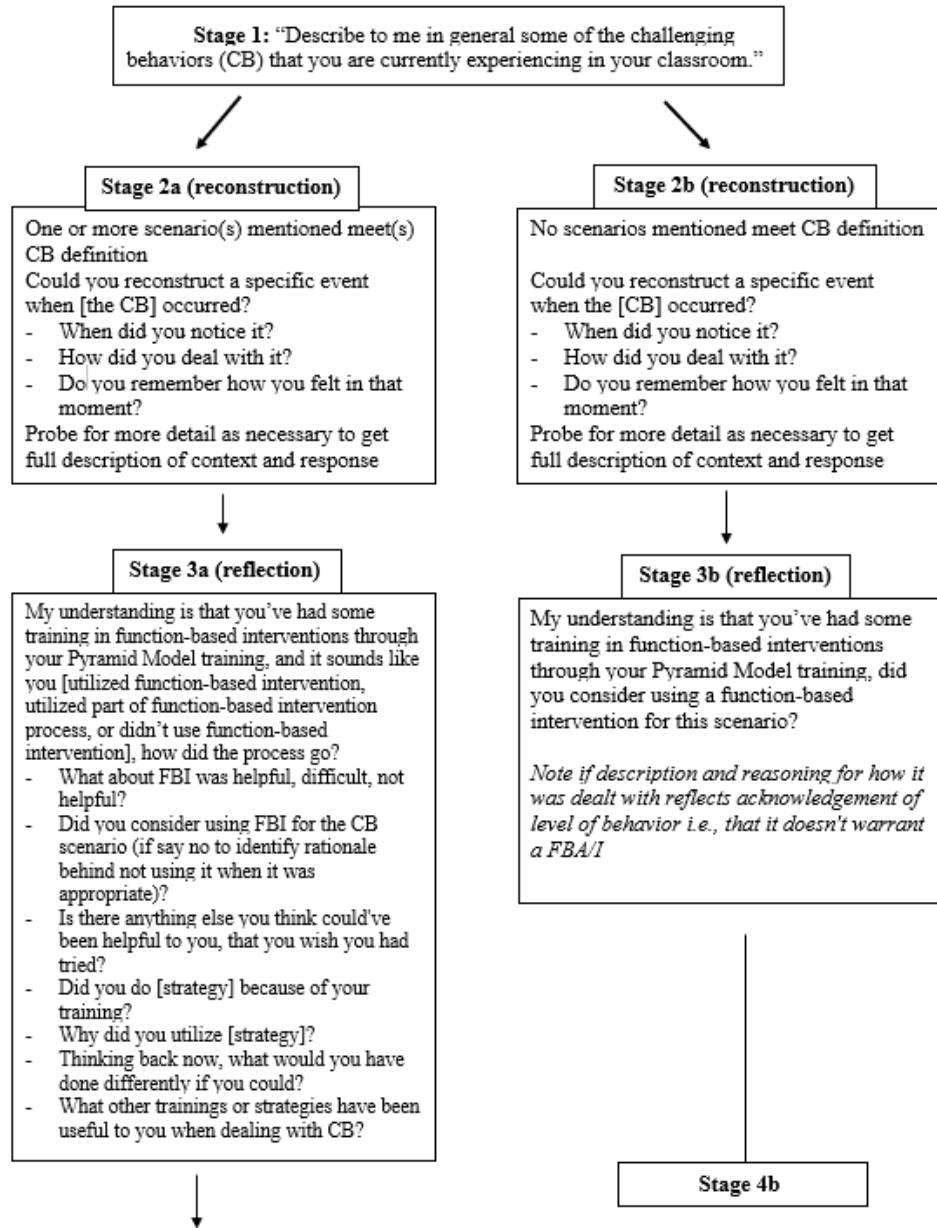 Stage 1: “Describe to me in general some of the challenging
behaviors (CB) that you are currently experiencing in your classroom.”
Stage 2a (reconstruction)
One or more scenario(s) mentioned meet(s)
CB definition
Could you reconstruct a specific event
when [the CB] occurred?
- When did you notice it?
- How did you deal with it?
- Do you remember how you felt in that
moment?
Probe for more detail as necessary to get
full description of context and response
Stage 2b (reconstruction)
No scenarios mentioned meet CB definition
Could you reconstruct a specific event
when the [CB] occurred?
- When did you notice it?
- How did you deal with it?
- Do you remember how you felt in that
moment?
Probe for more detail as necessary to get
full description of context and response
Stage 3a (reflection)
My understanding is that you’ve had some
training in function-based interventions through
your Pyramid Model training, and it sounds like
you [utilized function-based intervention,
utilized part of function-based intervention
process, or didn’t use function-based
intervention], how did the process go?
- What about FBI was helpful, difficult, not
helpful?
- Did you consider using FBI for the CB
scenario (if say no to identify rationale
behind not using it when it was
appropriate)?
- Is there anything else you think could've
been helpful to you, that you wish you had
tried?
- Did you do [strategy] because of your
training?
- Why did you utilize [strategy]?
- Thinking back now, what would you have
done differently if you could?
- What other trainings or strategies have been
useful to you when dealing with CB?
Stage 3b (reflection)
My understanding is that you’ve had some
training in function-based interventions
through your Pyramid Model training, did
you consider using a function-based
intervention for this scenario?
Note if description and reasoning for how it
was dealt with reflects acknowledgement of
level of behavior i.e., that it doesn't warrant
a FBA/I
Stage 4b